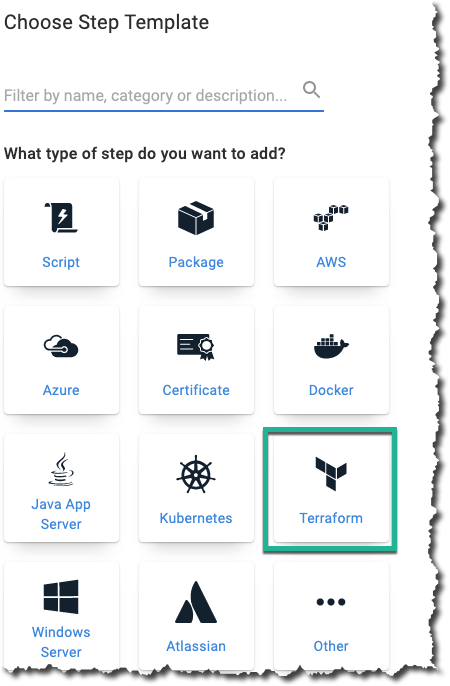 Choose Step Template
Filter by name, category or description...
What type of step do you want to add?
Script
Package
AWS
Azure
Certificate
Docker
Java App
Server
Kubernetes
Terraform
Windows
Server
Atlassian
Other